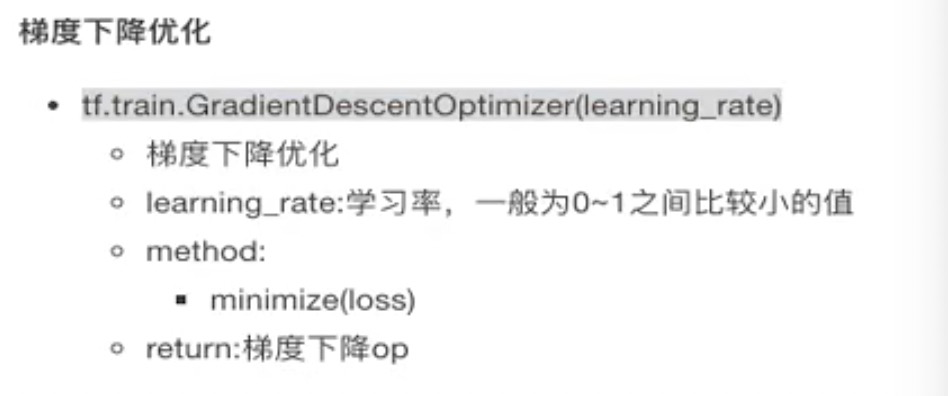 梯度下降优化
tf.train.GradientDescentOptimizer(learning_rate)
梯度下降优化
learning_rate:学习率，一般为0~1之间比较小的值
method:
minimize(loss)
return:梯度下降op